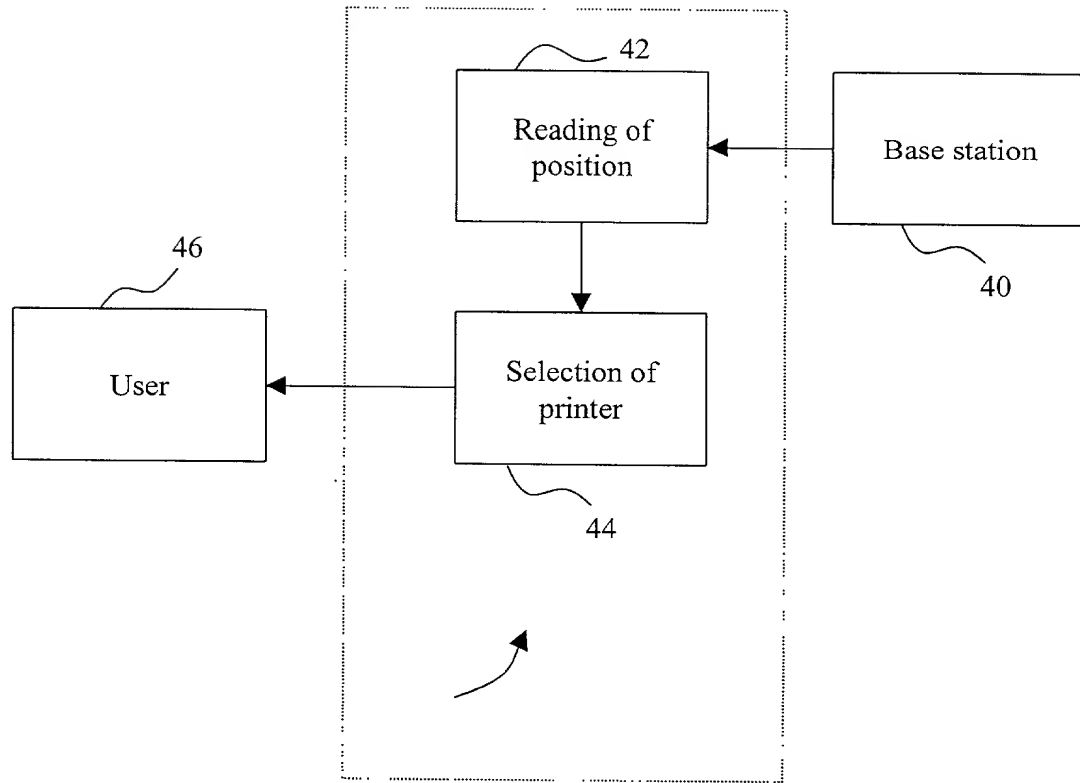 42
Reading of
position
Base station
46
40
User
Selection of
printer
44